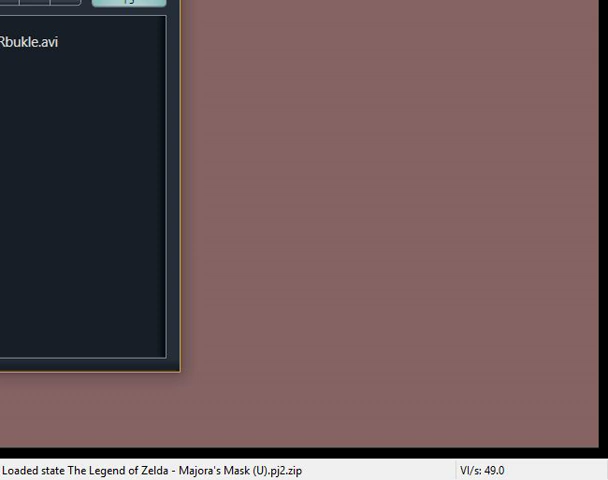 Rbukle.avi
Loaded state The Legend of Zelda - Majora's Mask (U).pj2.zip
VI/s: 49.0